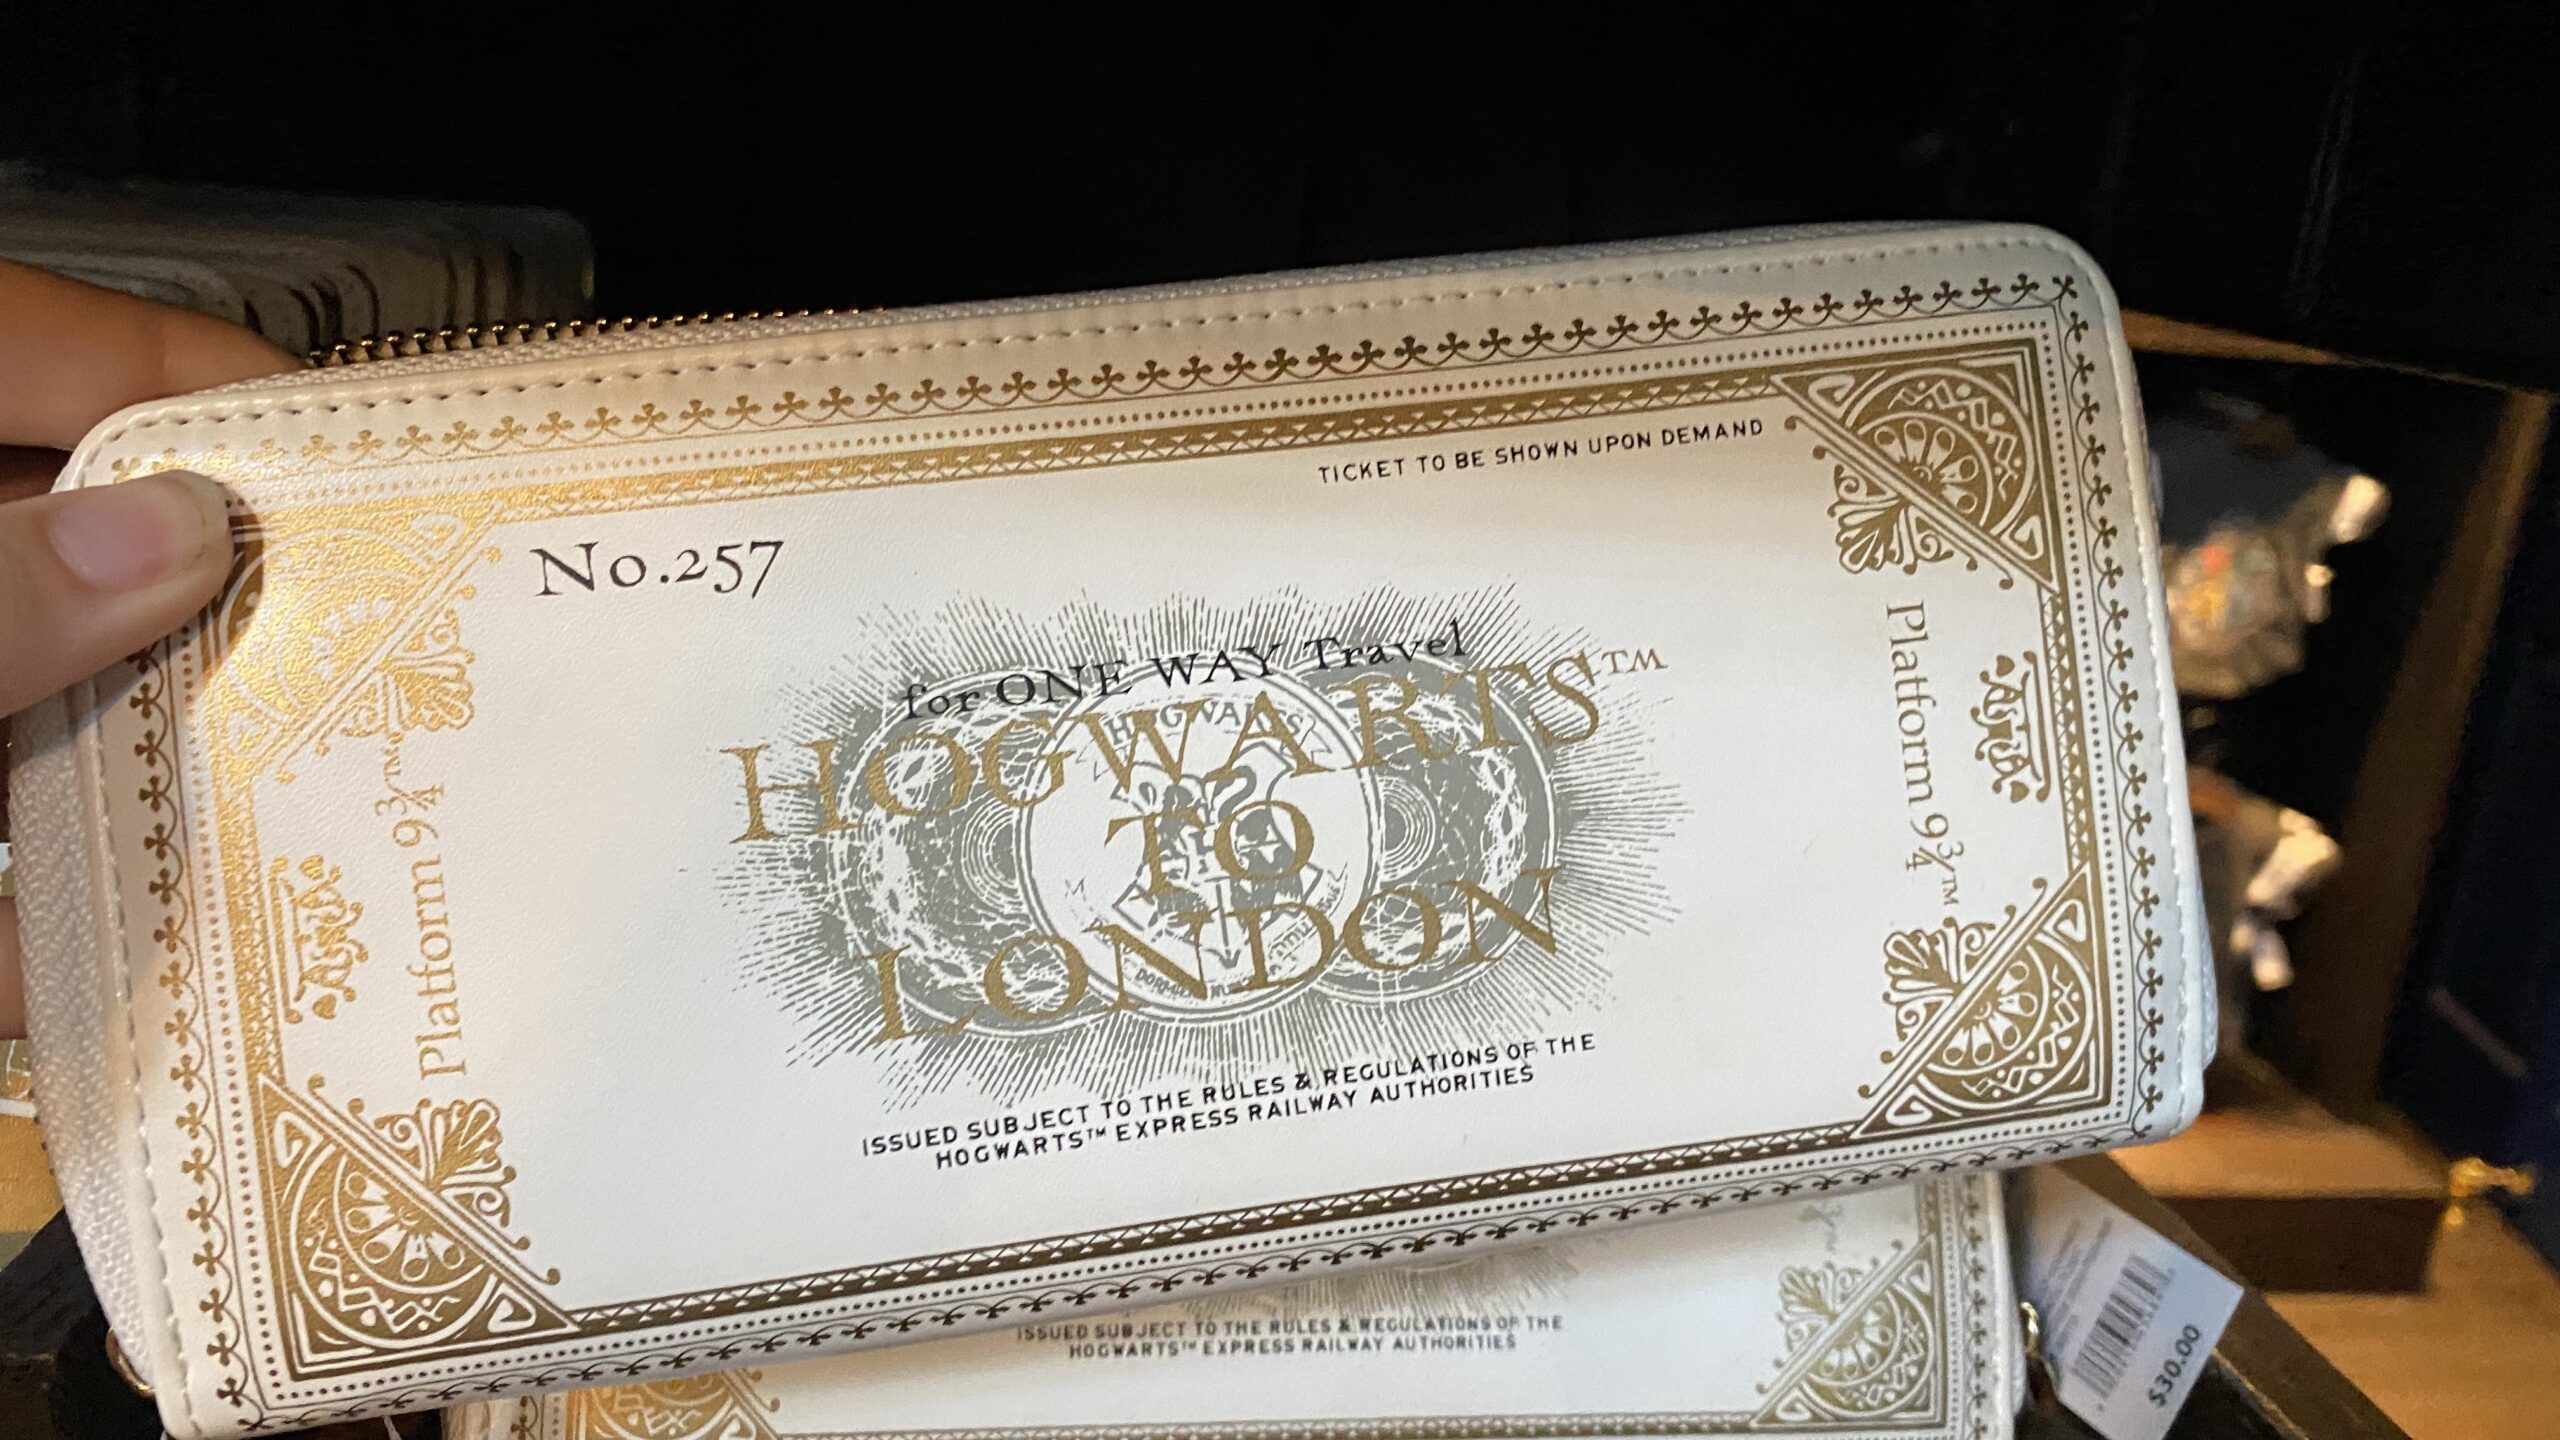 TICKET TO BE SHOWN UPON DEMAND
No.257
for ONE WAY Travel
HOGWARTS™
TO
LONDON
HOGWARTS
Platform 9¾™
Platform 9¾™
ISSUED SUBJECT TO THE RULES & REGULATIONS OF THE
HOGWARTS™ EXPRESS RAILWAY AUTHORITIES
ISSUED SUBJECT TO THE RULES & REGULATIONS OF THE
HOGWARTS™ EXPRESS RAILWAY AUTHORITIES
$30.00